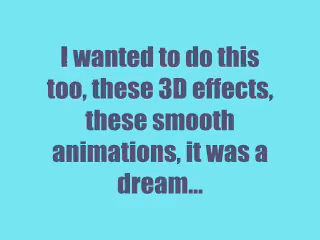 I wanted to do this
too, these 3D effects,
these smooth
animations, it was a
dream...